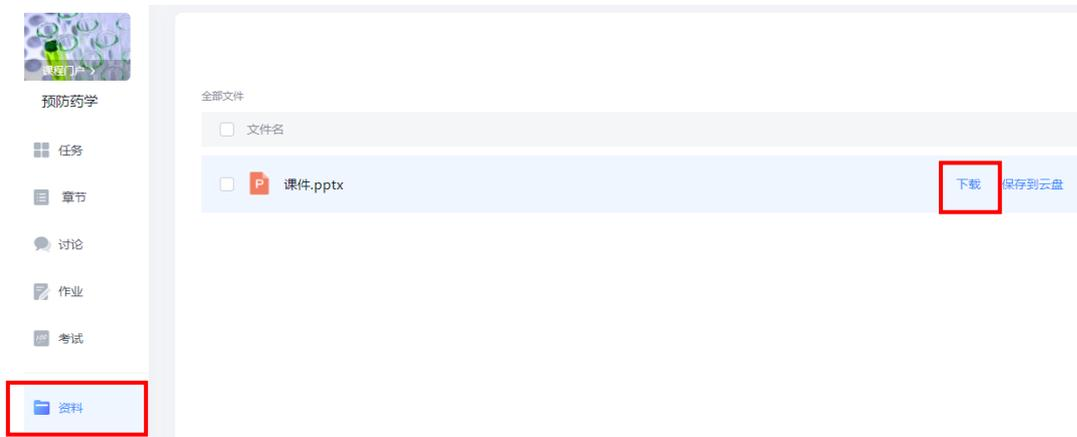 课程门户 >
预防药学
任务
章节
讨论
作业
考试
资料
全部文件
文件名
P 课件.pptx 下载 保存到云盘